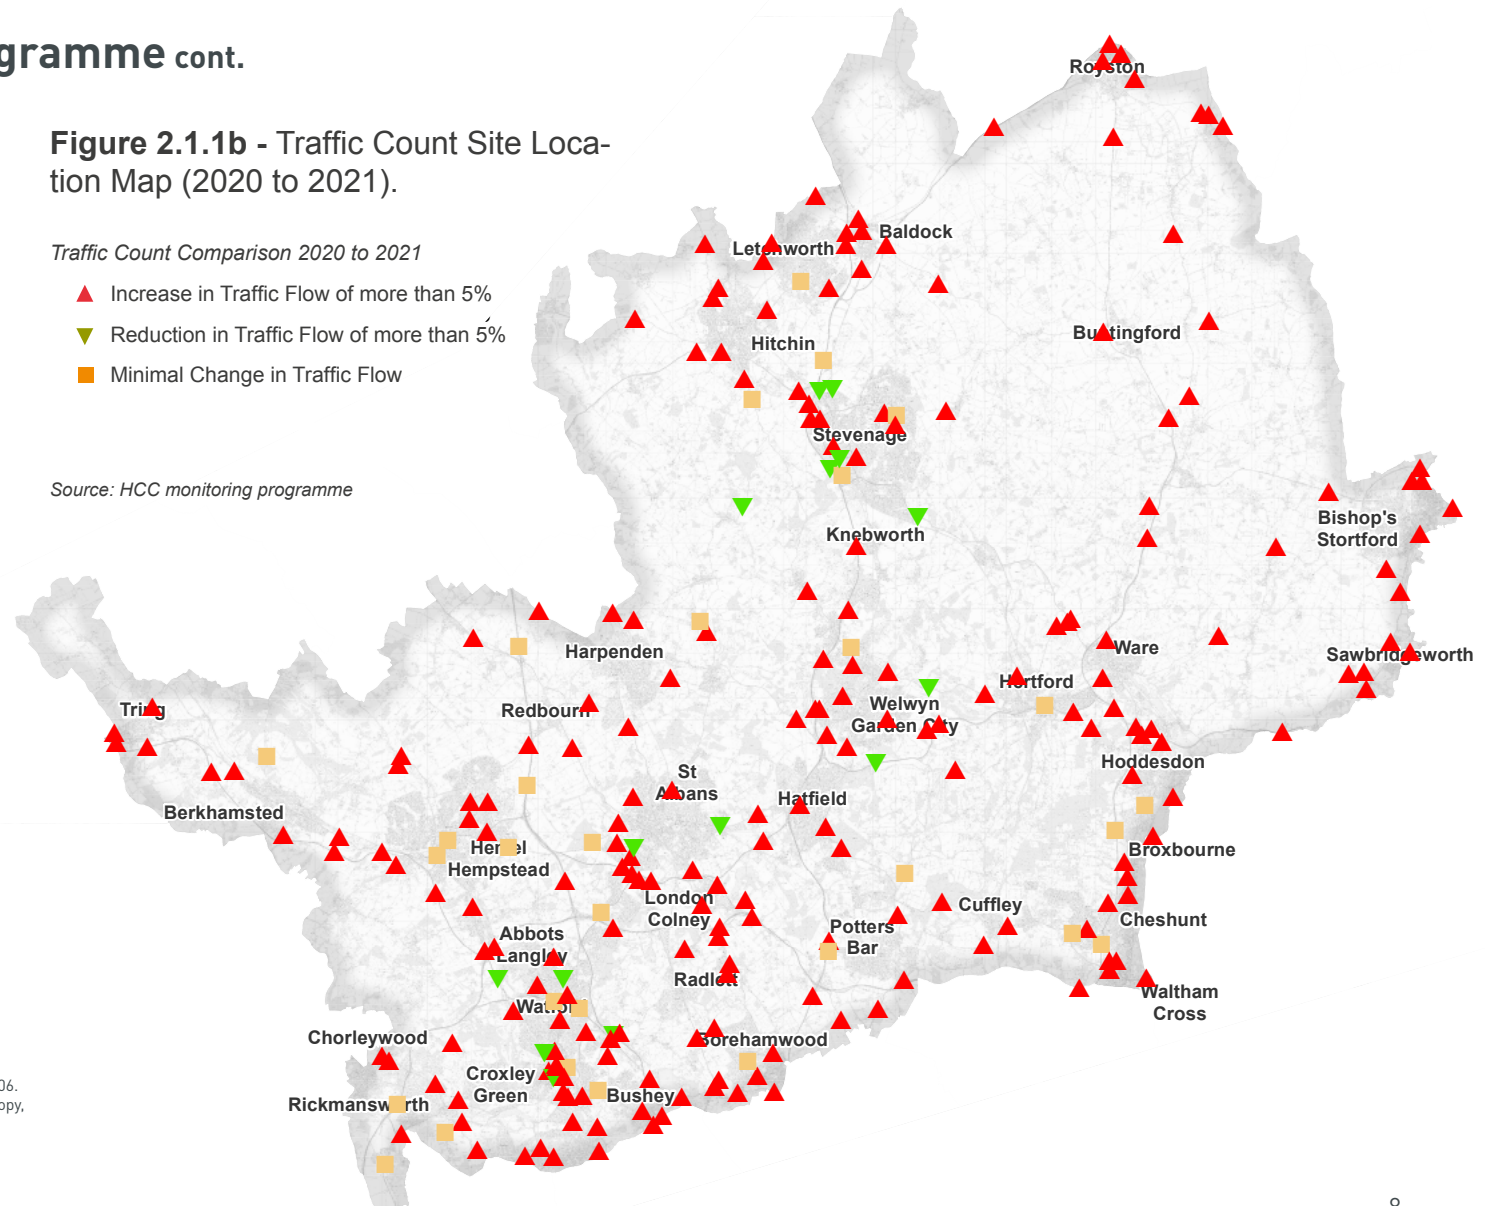 gramme cont.
Figure 2.1.1b - Traffic Count Site Loca-
tion Map (2020 to 2021).
Traffic Count Comparison 2020 to 2021
Increase in Traffic Flow of more than 5%
Reduction in Traffic Flow of more than 5%
Minimal Change in Traffic Flow
Source: HCC monitoring programme
Royston
Baldock
Letchworth
Buntingford
Hitchin
Stevenage
Bishop's
Stortford
Knebworth
Harpenden
Ware
Sawbridgeworth
Hertford
Tring
Redbourn
Welwyn
Garden City
Hoddesdon
St
Albans
Berkhamsted
Hatfield
Hemel
Hempstead
Broxbourne
London
Colney
Cuffley
Cheshunt
Abbots
Langley
Potters
Bar
Radlett
Waltham
Cross
Watford
Chorleywood
Borehamwood
Croxley
Green
Bushey
Rickmansworth
06.
opy,